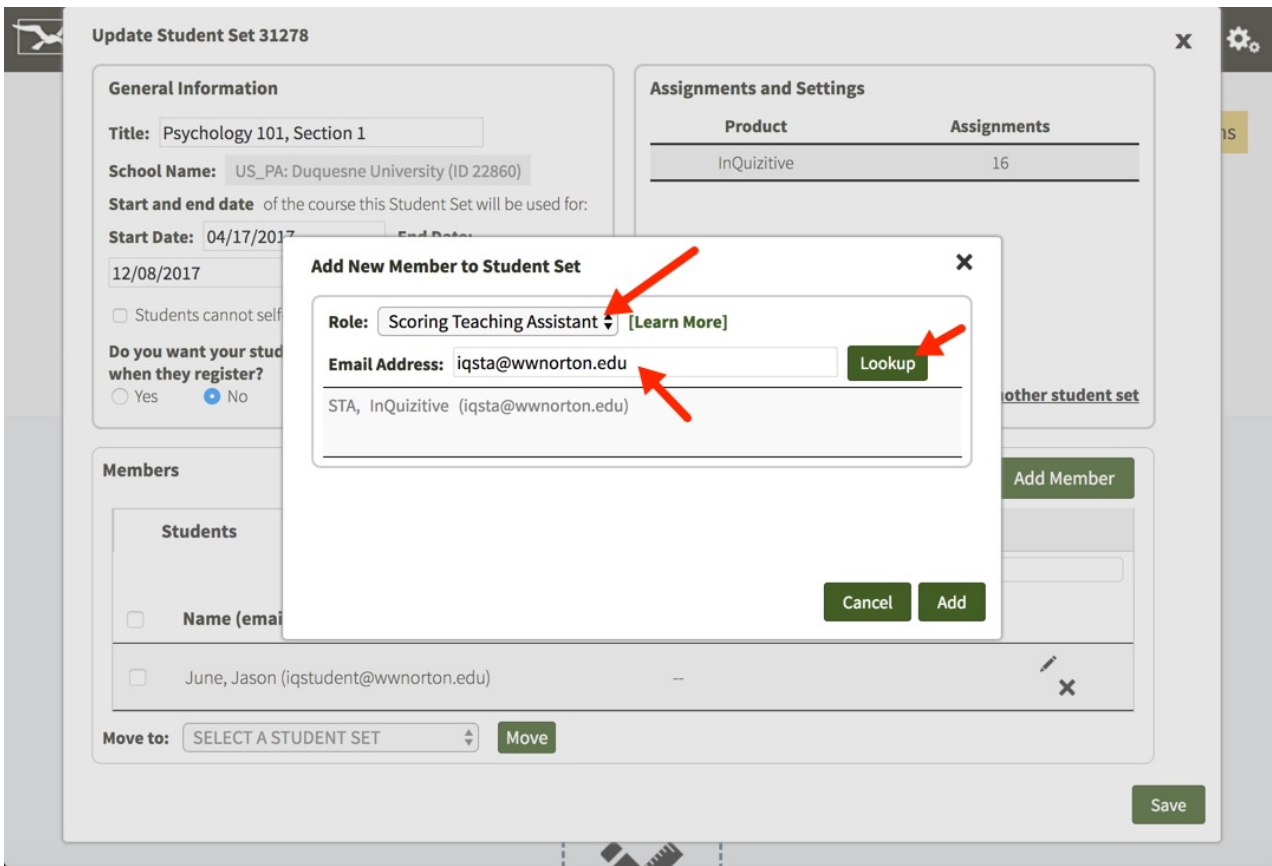 Update Student Set 31278
X
General Information
Title: Psychology 101, Section 1
School Name: US_PA: Duquesne University (ID 22860)
Start and end date of the course this Student Set will be used for:
Start Date: 04/17/2017
12/08/2017
Students cannot self
Do you want your stud
when they register?
Yes No
Assignments and Settings
Product Assignments
InQuizitive 16
other student set
Add New Member to Student Set
Role: Scoring Teaching Assistant [Learn More]
Email Address: iqsta@wwnorton.edu Lookup
STA, InQuizitive (iqsta@wwnorton.edu)
Cancel Add
Members
Add Member
Students
Name (emai
June, Jason (iqstudent@wwnorton.edu) --
Move to: SELECT A STUDENT SET Move
Save